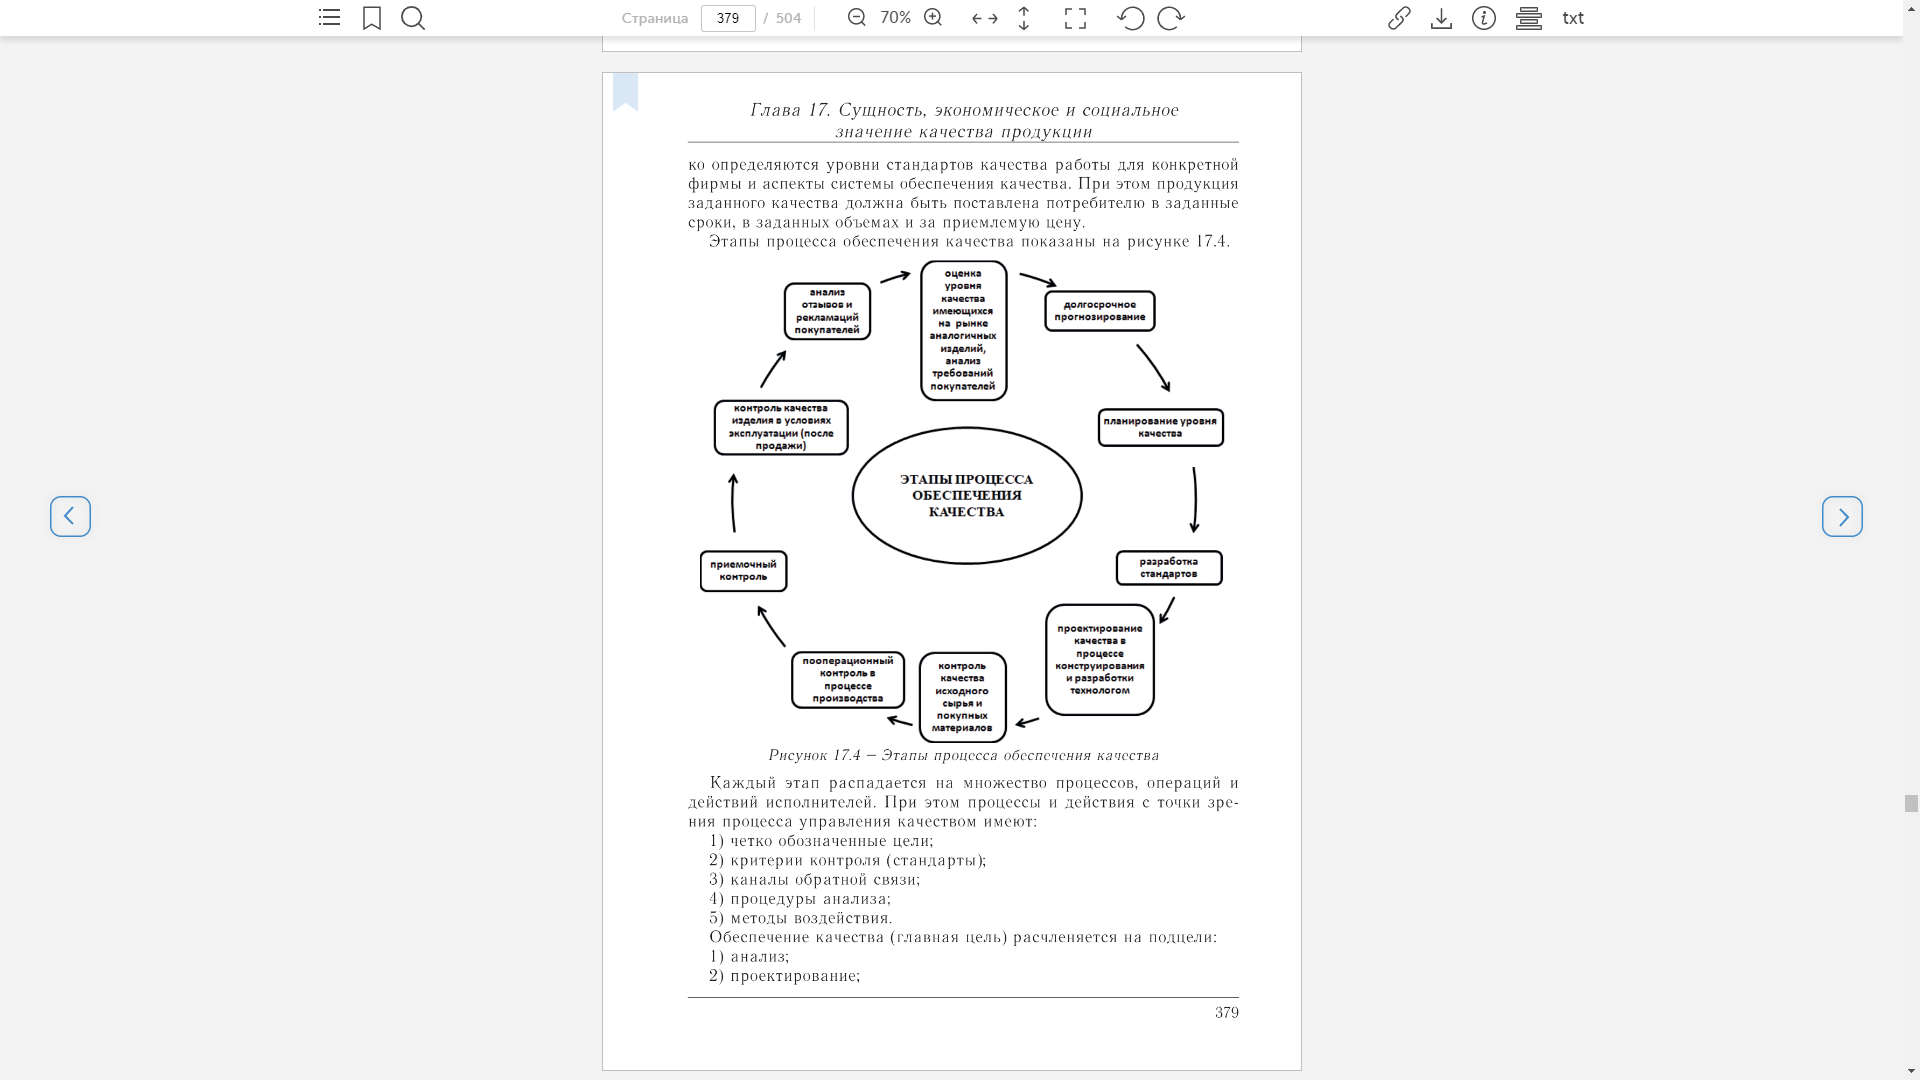 Страница 379 / 504 70% txt
Глава 17. Сущность, экономическое и социальное
значение качества продукции
ко определяются уровни стандартов качества работы для конкретной
фирмы и аспекты системы обеспечения качества. При этом продукция
заданного качества должна быть поставлена потребителю в заданные
сроки, в заданных объемах и за приемлемую цену.
Этапы процесса обеспечения качества показаны на рисунке 17.4.
оценка
уровня
качества
имеющихся
на рынке
аналогичных
изделий,
анализ
требований
покупателей
долгосрочное
прогнозирование
планирование уровня
качества
разработка
стандартов
проектирование
качества в
процессе
конструирования
и разработки
технологом
контроль
качества
исходного
сырья и
покупных
материалов
пооперационный
контроль в
процессе
производства
приемочный
контроль
контроль качества
изделия в условиях
эксплуатации (после
продажи)
анализ
отзывов и
рекламаций
покупателей
ЭТАПЫ ПРОЦЕССА
ОБЕСПЕЧЕНИЯ
КАЧЕСТВА
Рисунок 17.4 – Этапы процесса обеспечения качества
Каждый этап распадается на множество процессов, операций и
действий исполнителей. При этом процессы и действия с точки зре-
ния процесса управления качеством имеют:
1) четко обозначенные цели;
2) критерии контроля (стандарты);
3) каналы обратной связи;
4) процедуры анализа;
5) методы воздействия.
Обеспечение качества (главная цель) расчленяется на подцели:
1) анализ;
2) проектирование;
379